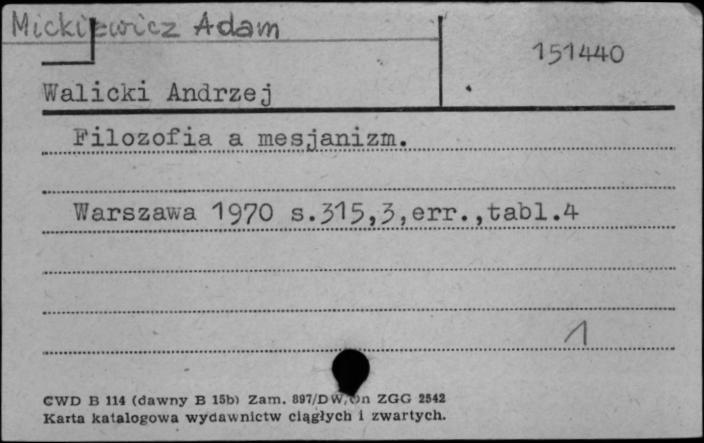 Mickiewicz Adam
151440
Walicki Andrzej
Filozofia a mesjanizm.
Warszawa 1970 s.315,3,err.,tabl.4
1
CWD B 114 (dawny B 15b) Zam. 897/DW/On ZGG 2542
Karta katalogowa wydawnictw ciągłych i zwartych.